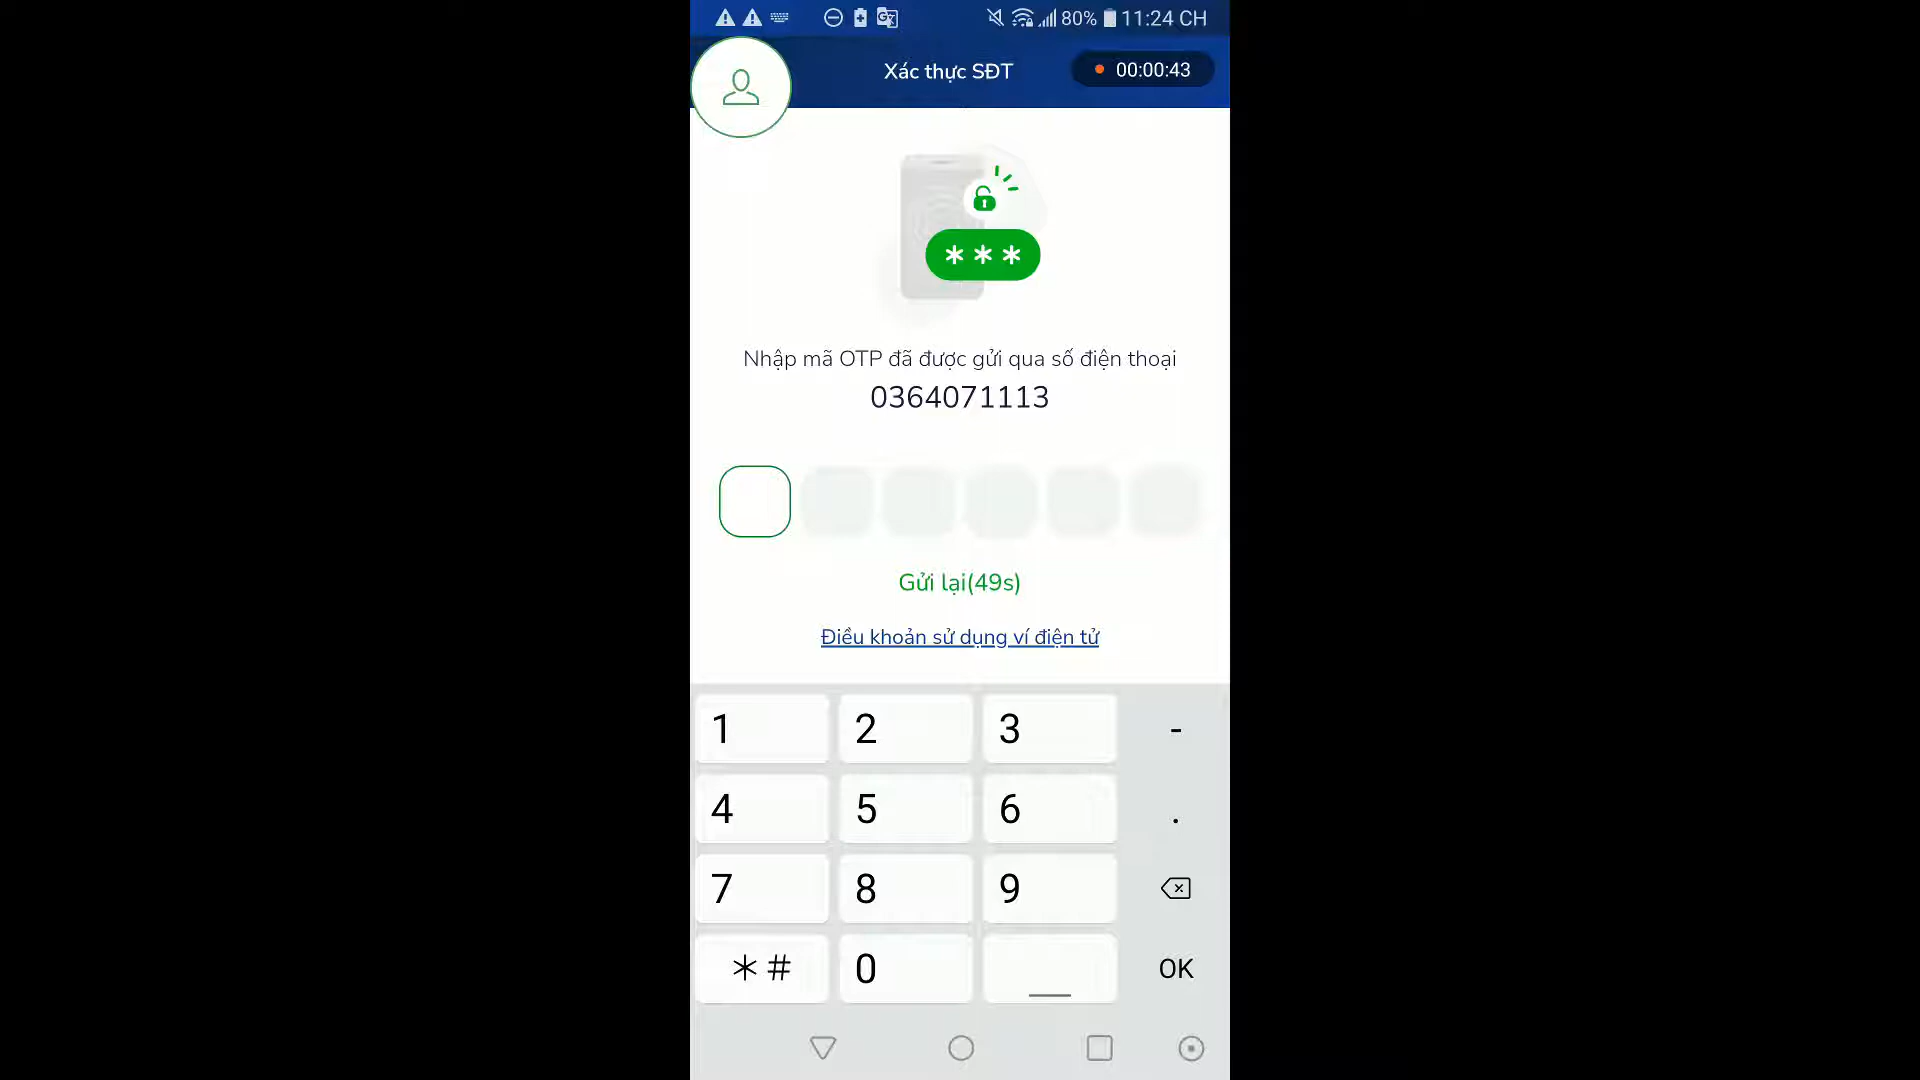 80% 11:24 CH
Xác thực SĐT
00:00:43
***
Nhập mã OTP đã được gửi qua số điện thoại
0364071113
Gửi lại(49s)
Điều khoản sử dụng ví điện tử
1 2 3 -
4 5 6 .
7 8 9
*# 0 OK